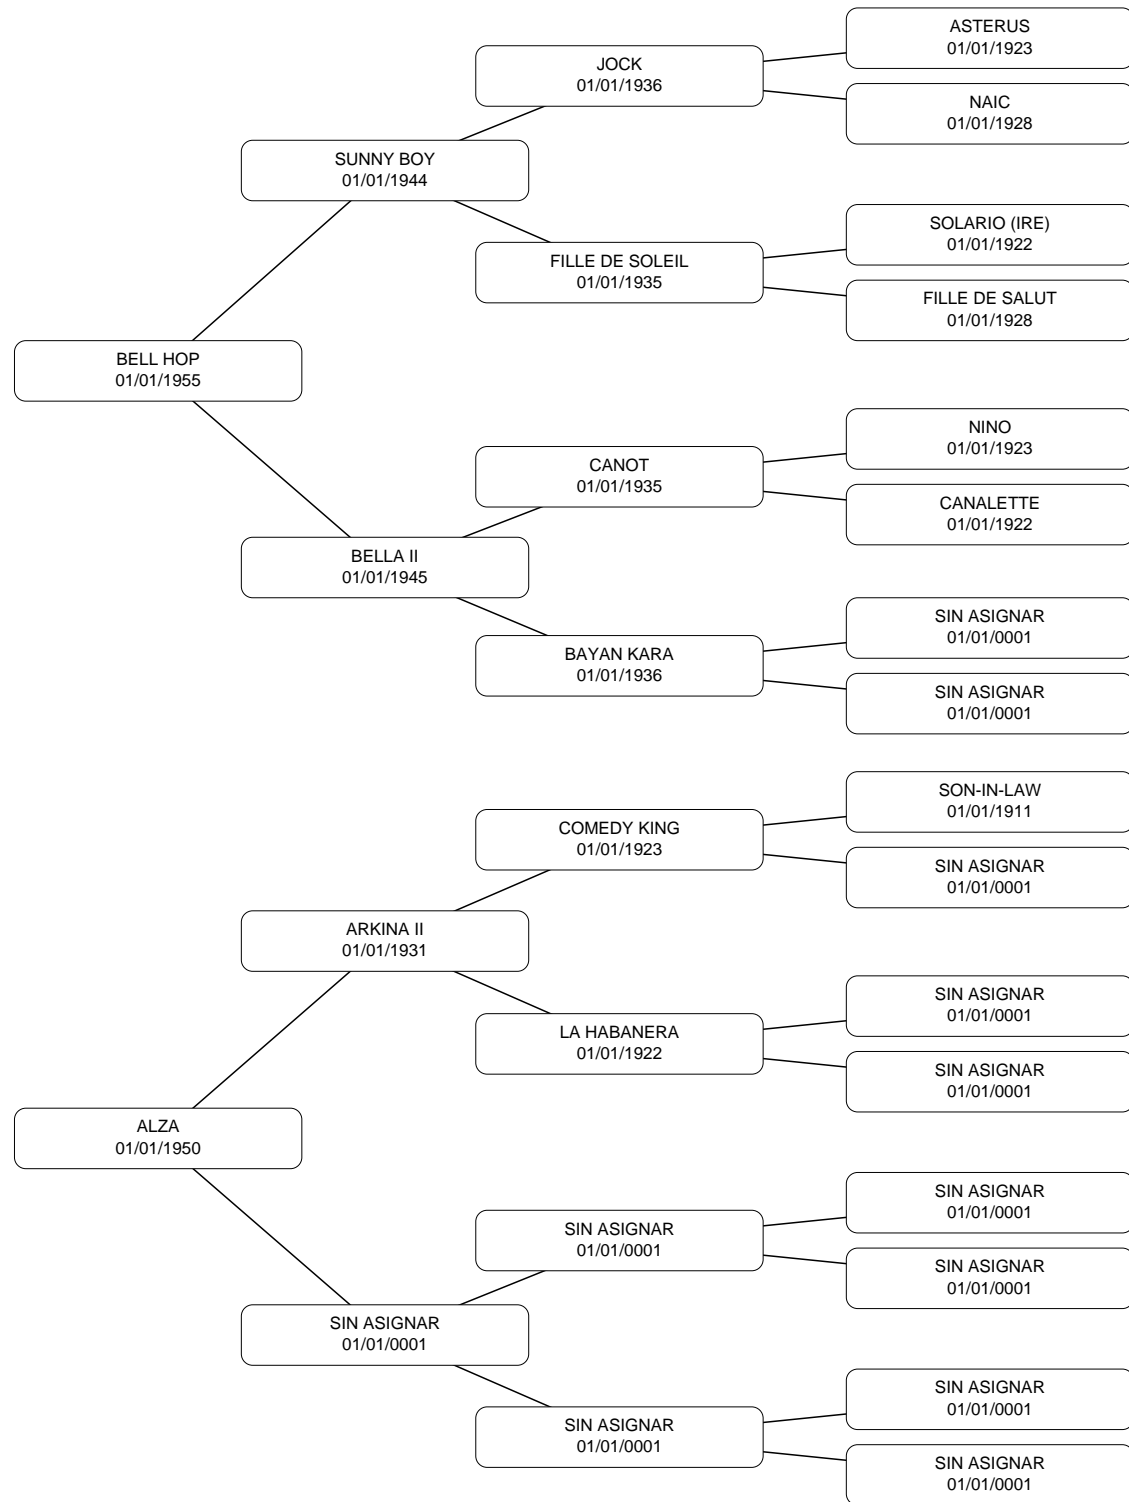 ASTERUS
01/01/1923
JOCK
01/01/1936
NAIC
01/01/1928
SUNNY BOY
01/01/1944
SOLARIO (IRE)
01/01/1922
FILLE DE SOLEIL
01/01/1935
FILLE DE SALUT
01/01/1928
BELL HOP
01/01/1955
NINO
01/01/1923
CANOT
01/01/1935
CANALETTE
01/01/1922
BELLA II
01/01/1945
SIN ASIGNAR
01/01/0001
BAYAN KARA
01/01/1936
SIN ASIGNAR
01/01/0001
SON-IN-LAW
01/01/1911
COMEDY KING
01/01/1923
SIN ASIGNAR
01/01/0001
ARKINA II
01/01/1931
SIN ASIGNAR
01/01/0001
LA HABANERA
01/01/1922
SIN ASIGNAR
01/01/0001
ALZA
01/01/1950
SIN ASIGNAR
01/01/0001
SIN ASIGNAR
01/01/0001
SIN ASIGNAR
01/01/0001
SIN ASIGNAR
01/01/0001
SIN ASIGNAR
01/01/0001
SIN ASIGNAR
01/01/0001
SIN ASIGNAR
01/01/0001